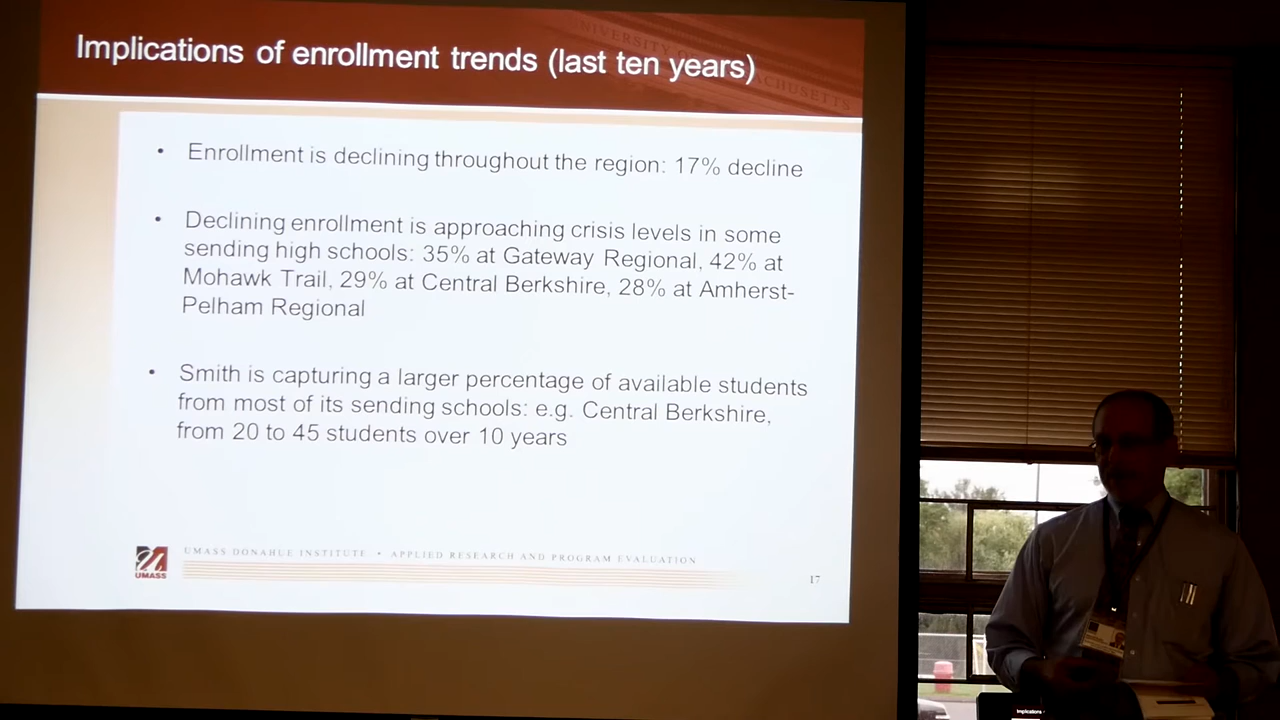 UNIVERSITY OF
MASSACHUSETTS
Implications of enrollment trends (last ten years)
• Enrollment is declining throughout the region: 17% decline
• Declining enrollment is approaching crisis levels in some
sending high schools: 35% at Gateway Regional, 42% at
Mohawk Trail, 29% at Central Berkshire, 28% at Amherst-
Pelham Regional
• Smith is capturing a larger percentage of available students
from most of its sending schools: e.g. Central Berkshire,
from 20 to 45 students over 10 years
UMASS
UMASS DONAHUE INSTITUTE • APPLIED RESEARCH AND PROGRAM EVALUATION
17
Implications